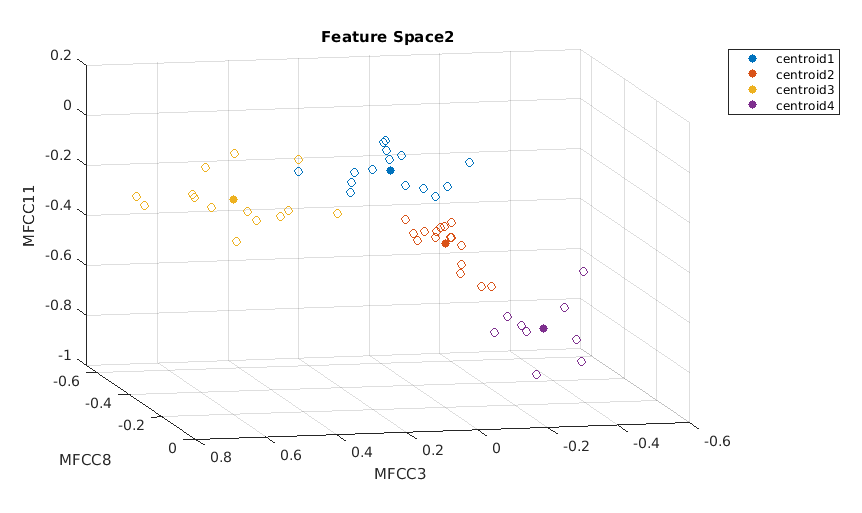 Feature Space2
centroid1
centroid2
centroid3
centroid4
0.2
0
-0.2
-0.4
-0.6
-0.8
-1
MFCC11
-0.6
-0.4
-0.2
0
MFCC8
0.8
0.6
0.4
0.2
0
-0.2
-0.4
-0.6
MFCC3